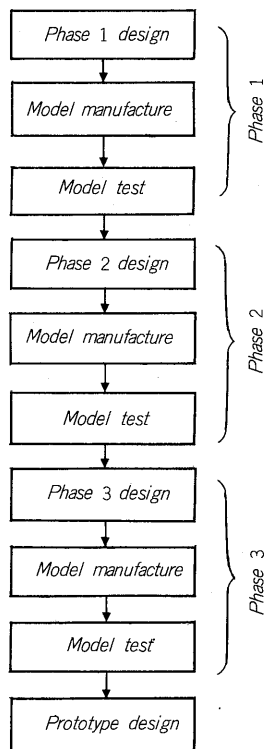 Phase 1 design
Model manufacture
Model test
Phase 1
Phase 2 design
Model manufacture
Model test
Phase 2
Phase 3 design
Model manufacture
Model test
Phase 3
Prototype design